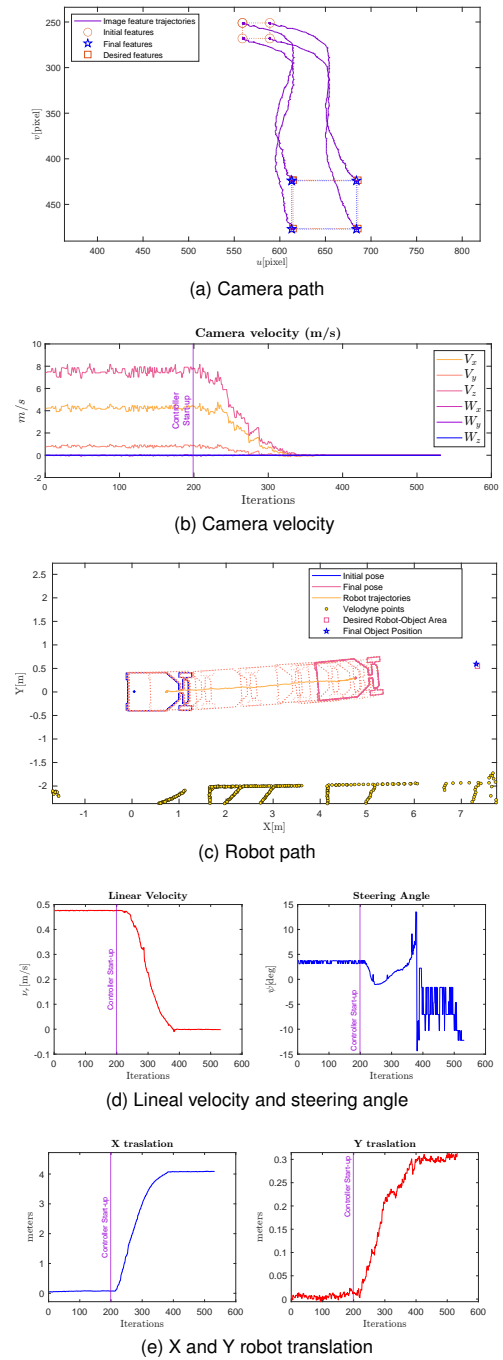 Image feature trajectories
Initial features
Final features
Desired features
250
300
350
400
450
v[pixel]
400 450 500 550 600 650 700 750 800
u[pixel]
(a) Camera path
Camera velocity (m/s)
10
8
6
4
2
0
-2
m/s
Controller
Start-up
V_x
V_y
V_z
W_x
W_y
W_z
0 100 200 300 400 500 600
Iterations
(b) Camera velocity
Initial pose
Final pose
Robot trajectories
Velodyne points
Desired Robot-Object Area
Final Object Position
2.5
2
1.5
1
0.5
0
-0.5
-1
-1.5
-2
Y[m]
-1 0 1 2 3 4 5 6 7
X[m]
(c) Robot path
Linear Velocity
0.5
0.4
0.3
0.2
0.1
0
-0.1
ν_r[m/s]
Controller Start-up
0 100 200 300 400 500 600
Iterations
Steering Angle
15
10
5
0
-5
-10
-15
ψ[deg]
Controller Start-up
0 100 200 300 400 500 600
Iterations
(d) Lineal velocity and steering angle
X traslation
4
3
2
1
0
meters
Controller Start-up
0 100 200 300 400 500 600
Iterations
Y traslation
0.3
0.25
0.2
0.15
0.1
0.05
0
meters
Controller Start-up
0 100 200 300 400 500 600
Iterations
(e) X and Y robot translation